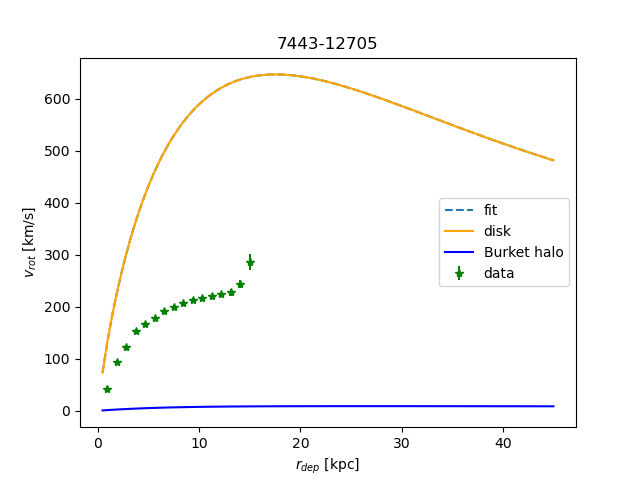 7443-12705
600
500
400
300
200
100
0
v_rot [km/s]
fit
disk
Burket halo
data
0 10 20 30 40
r_dep [kpc]